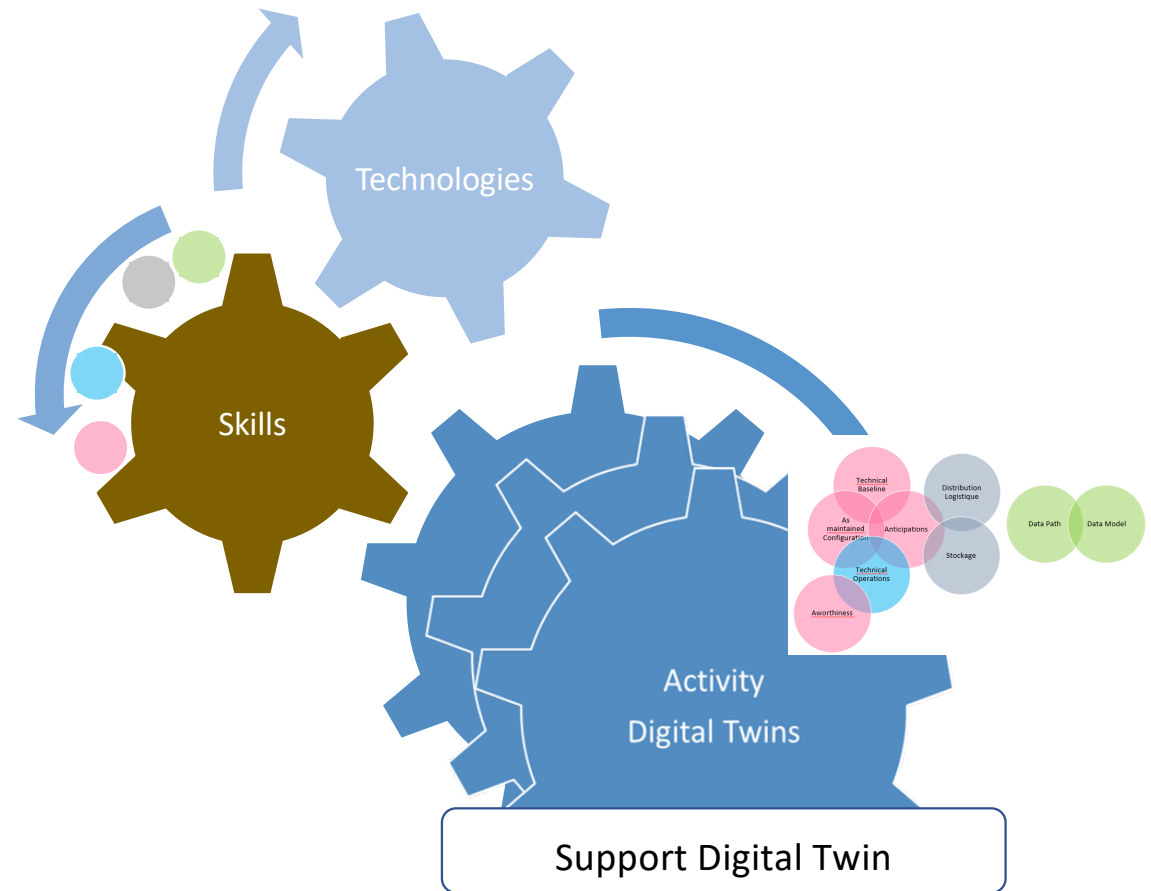 Technologies
Skills
Technical
Baseline
Distribution
Logistique
As
maintained
Configuration
Anticipations
Data Path
Data Model
Stockage
Technical
Operations
Aworthiness
Activity
Digital Twins
Support Digital Twin